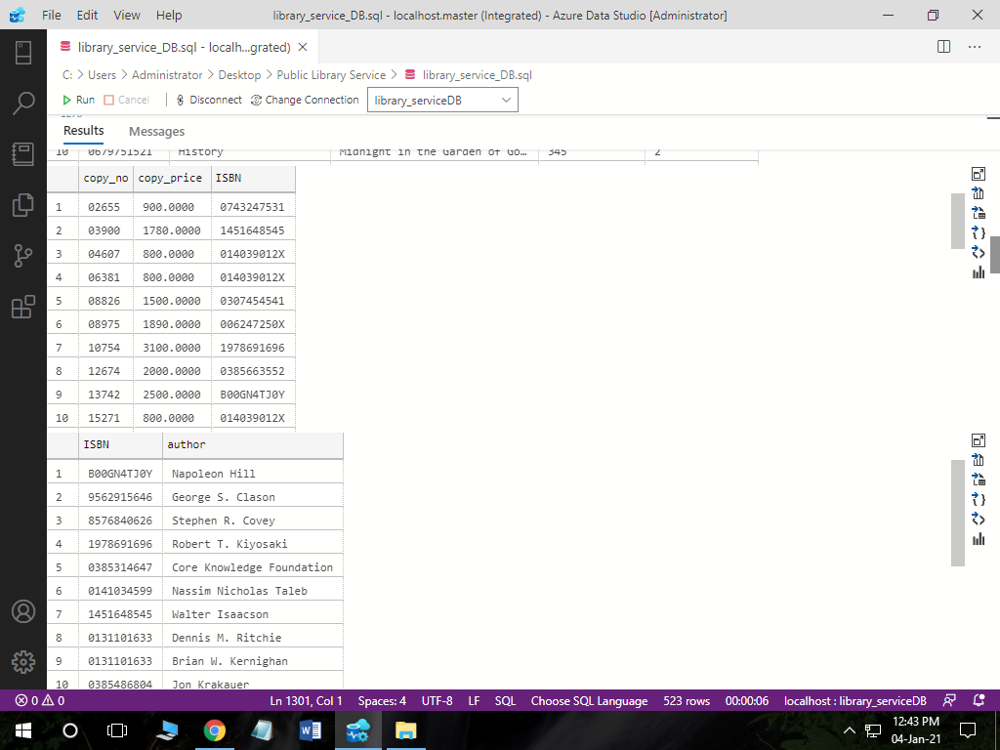 File Edit View Help library_service_DB.sql - localhost.master (Integrated) - Azure Data Studio [Administrator]
library_service_DB.sql - localh...grated)
C: > Users > Administrator > Desktop > Public Library Service > library_service_DB.sql
Run Cancel Disconnect Change Connection library_serviceDB
Results Messages
10 0679751521 History Midnight in the Garden of Go… 345 2
copy_no copy_price ISBN
1 02655 900.0000 0743247531
2 03900 1780.0000 1451648545
3 04607 800.0000 014039012X
4 06381 800.0000 014039012X
5 08826 1500.0000 0307454541
6 08975 1890.0000 006247250X
7 10754 3100.0000 1978691696
8 12674 2000.0000 0385663552
9 13742 2500.0000 B00GN4TJ0Y
10 15271 800.0000 014039012X
ISBN author
1 B00GN4TJ0Y Napoleon Hill
2 9562915646 George S. Clason
3 8576840626 Stephen R. Covey
4 1978691696 Robert T. Kiyosaki
5 0385314647 Core Knowledge Foundation
6 0141034599 Nassim Nicholas Taleb
7 1451648545 Walter Isaacson
8 0131101633 Dennis M. Ritchie
9 0131101633 Brian W. Kernighan
10 0385486804 Jon Krakauer
0 0 Ln 1301, Col 1 Spaces: 4 UTF-8 LF SQL Choose SQL Language 523 rows 00:00:06 localhost : library_serviceDB
12:43 PM
04-Jan-21